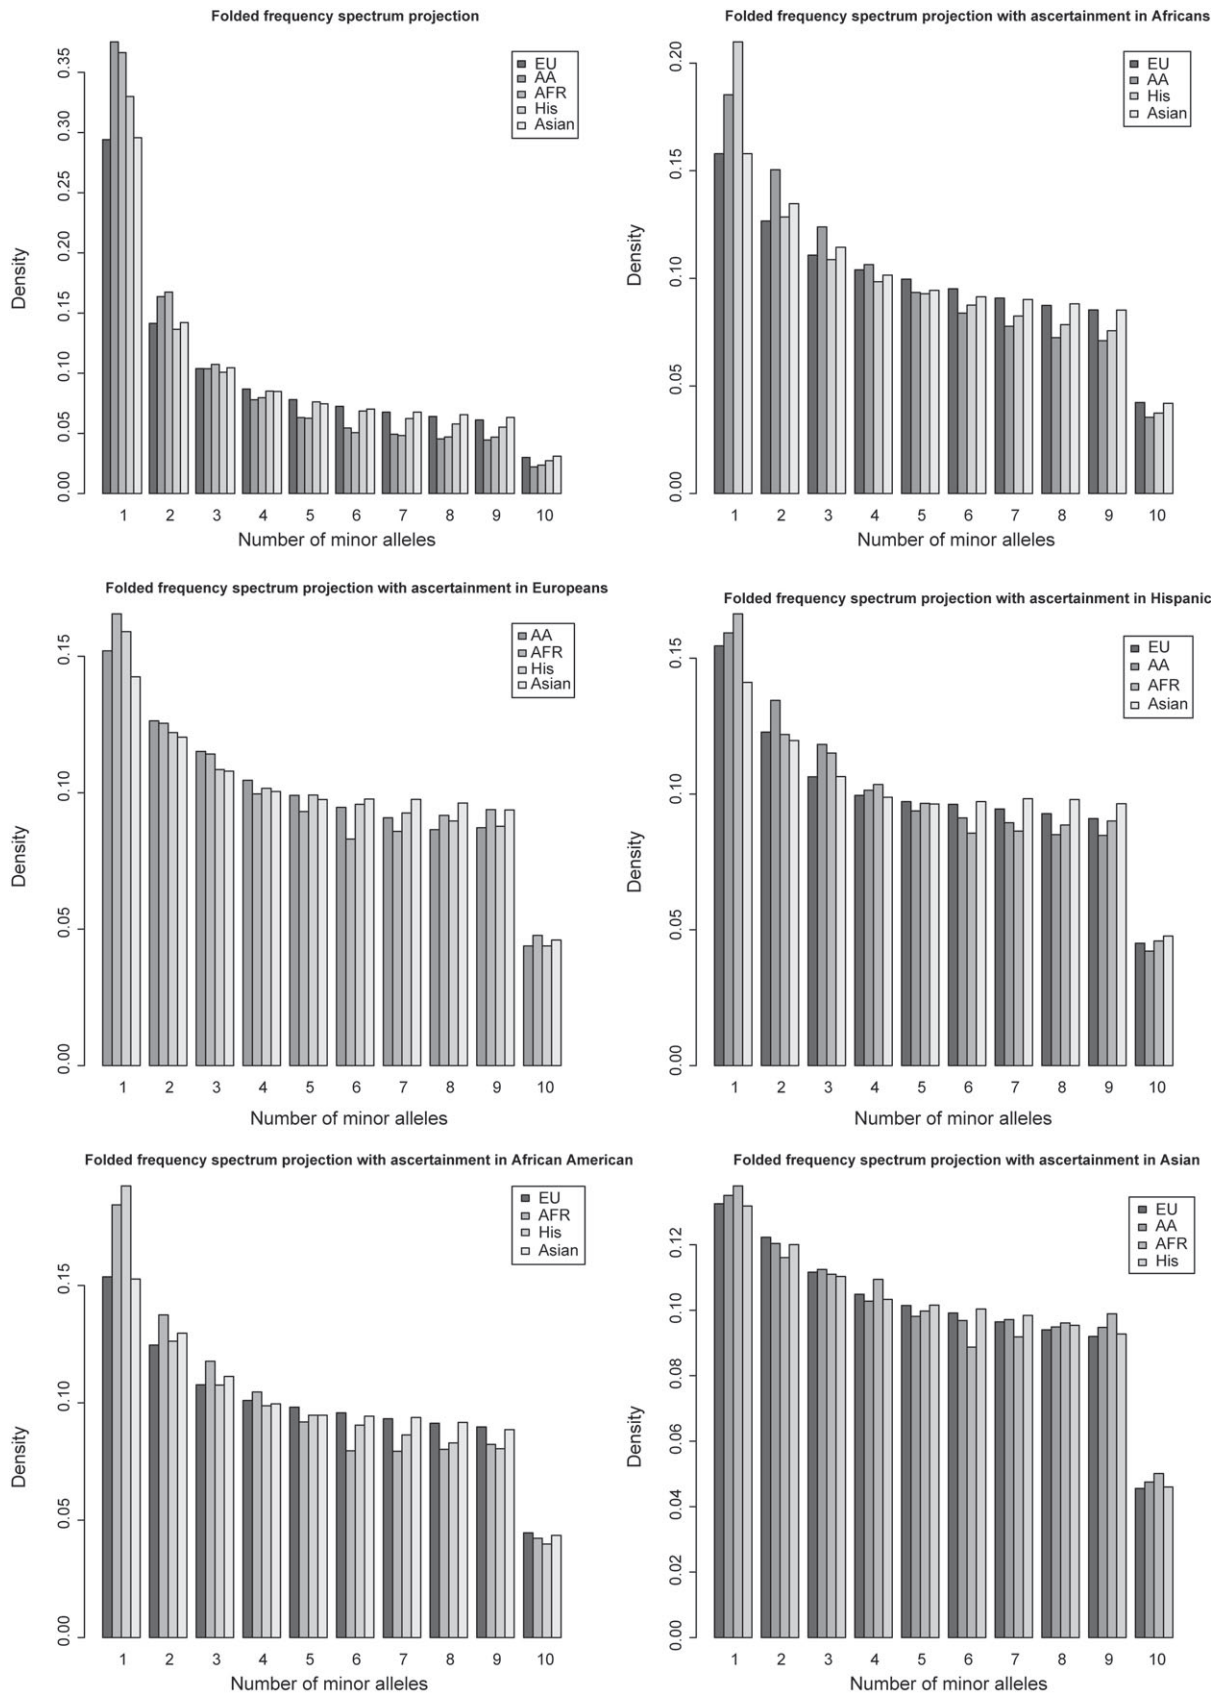 Folded frequency spectrum projection
Density
0.00
0.05
0.10
0.15
0.20
0.25
0.30
0.35
EU
AA
AFR
His
Asian
1 2 3 4 5 6 7 8 9 10
Number of minor alleles
Folded frequency spectrum projection with ascertainment in Africans
Density
0.00
0.05
0.10
0.15
0.20
EU
AA
His
Asian
1 2 3 4 5 6 7 8 9 10
Number of minor alleles
Folded frequency spectrum projection with ascertainment in Europeans
Density
0.00
0.05
0.10
0.15
AA
AFR
His
Asian
1 2 3 4 5 6 7 8 9 10
Number of minor alleles
Folded frequency spectrum projection with ascertainment in Hispanic
Density
0.00
0.05
0.10
0.15
EU
AA
AFR
Asian
1 2 3 4 5 6 7 8 9 10
Number of minor alleles
Folded frequency spectrum projection with ascertainment in African American
Density
0.00
0.05
0.10
0.15
EU
AFR
His
Asian
1 2 3 4 5 6 7 8 9 10
Number of minor alleles
Folded frequency spectrum projection with ascertainment in Asian
Density
0.00
0.02
0.04
0.06
0.08
0.10
0.12
EU
AA
AFR
His
1 2 3 4 5 6 7 8 9 10
Number of minor alleles